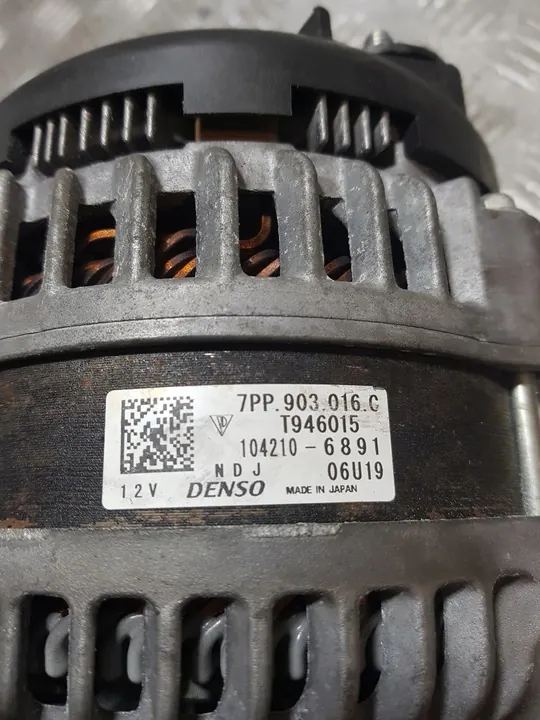 7PP.903.016.C
T946015
104210-6891
NDJ 06U19
12V DENSO MADE IN JAPAN